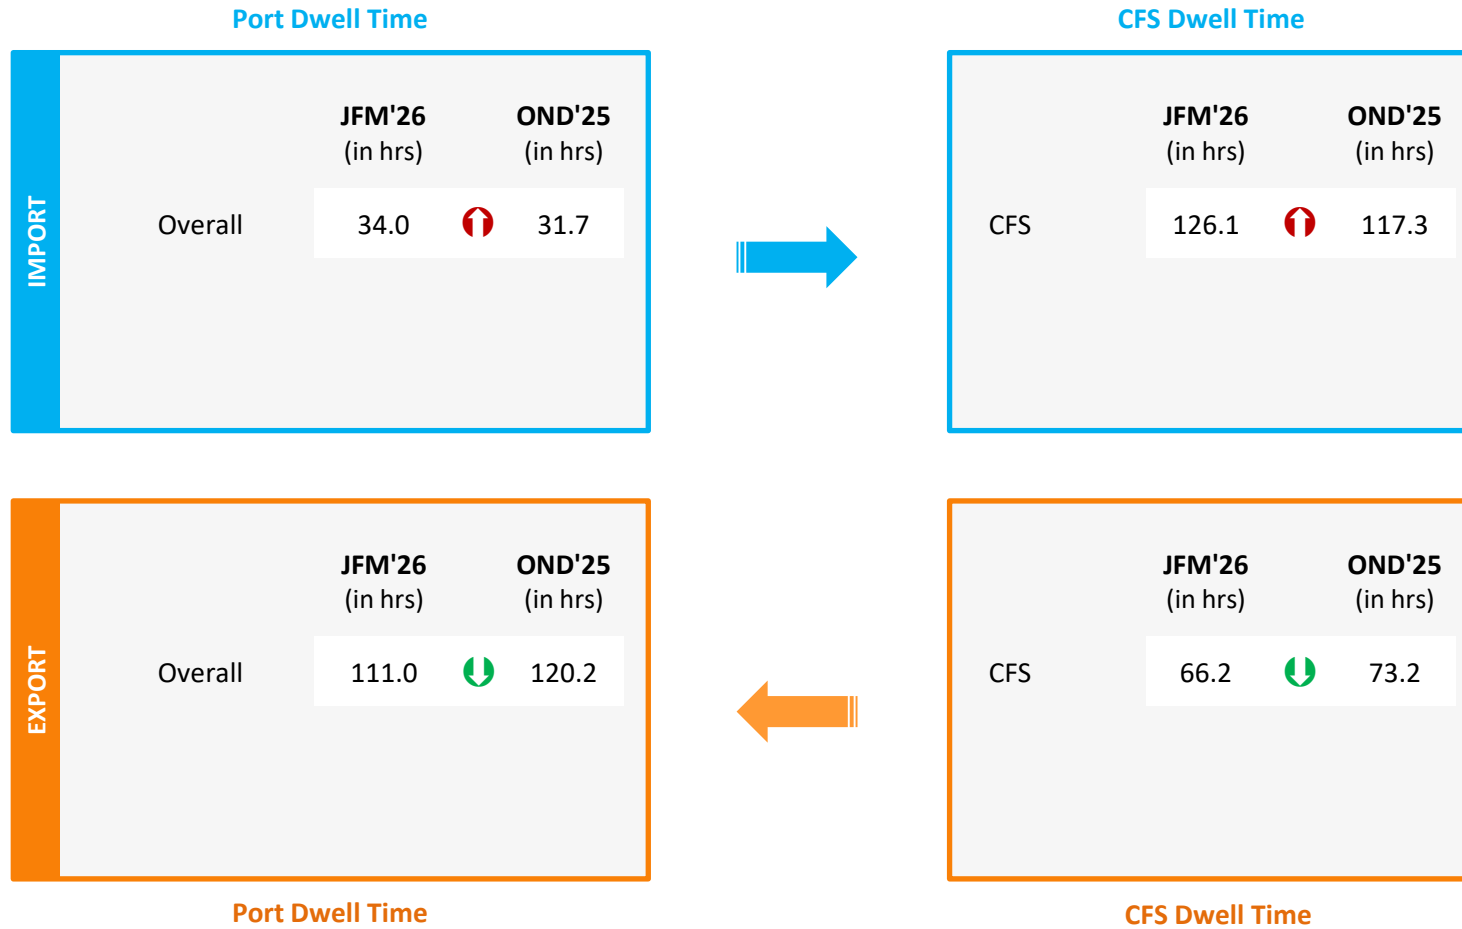 Port Dwell Time
CFS Dwell Time
IMPORT
JFM'26 OND'25
(in hrs) (in hrs)
Overall 34.0 31.7
JFM'26 OND'25
(in hrs) (in hrs)
CFS 126.1 117.3
EXPORT
JFM'26 OND'25
(in hrs) (in hrs)
Overall 111.0 120.2
JFM'26 OND'25
(in hrs) (in hrs)
CFS 66.2 73.2
Port Dwell Time
CFS Dwell Time